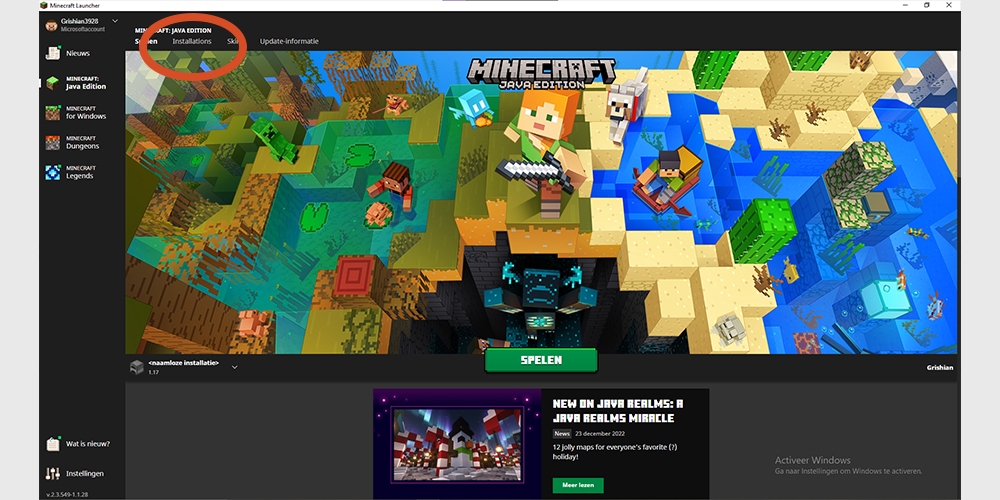 Minecraft Launcher
Grishian3928
Microsoftaccount
Nieuws
MINECRAFT:
Java Edition
MINECRAFT
for Windows
MINECRAFT
Dungeons
MINECRAFT
Legends
Wat is nieuw?
Instellingen
v.2.3.549-1.1.28
MINECRAFT: JAVA EDITION
Spelen Installations Update-informatie
MINECRAFT
JAVA EDITION
<naamloze installatie>
1.17
SPELEN
Grishian
NEW ON JAVA REALMS: A
JAVA REALMS MIRACLE
News 23 december 2022
12 jolly maps for everyone's favorite (?)
holiday!
Meer lezen
Activeer Windows
Ga naar Instellingen om Windows te activeren.